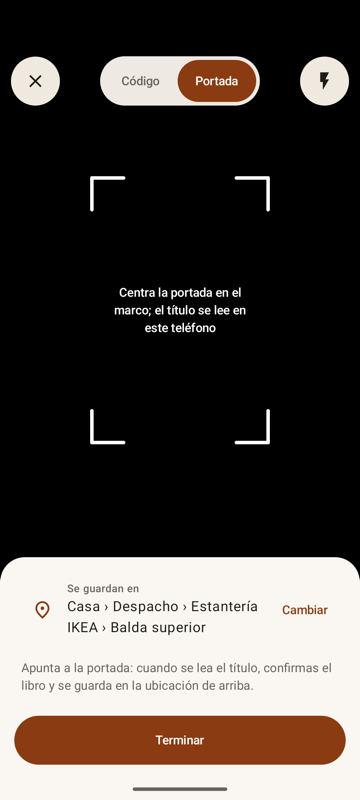 Código
Portada
Centra la portada en el
marco; el título se lee en
este teléfono
Se guardan en
Casa › Despacho › Estantería
IKEA › Balda superior
Cambiar
Apunta a la portada: cuando se lea el título, confirmas el
libro y se guarda en la ubicación de arriba.
Terminar